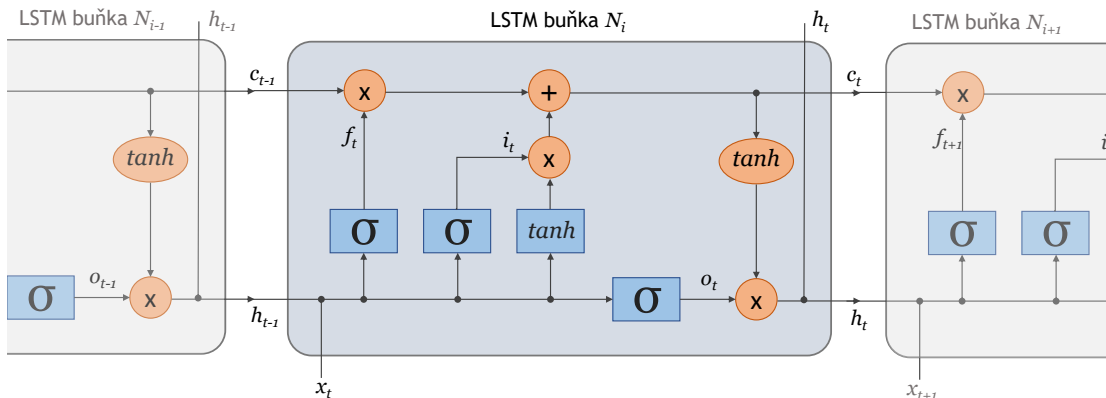 LSTM buňka N_{i-1} h_{t-1} LSTM buňka N_i h_t LSTM buňka N_{i+1}
c_{t-1} x + c_t x
f_t i_t f_{t+1} i
tanh x tanh
σ σ tanh σ σ
σ o_{t-1} x σ o_t x
h_{t-1} h_t
x_t x_{t+1}